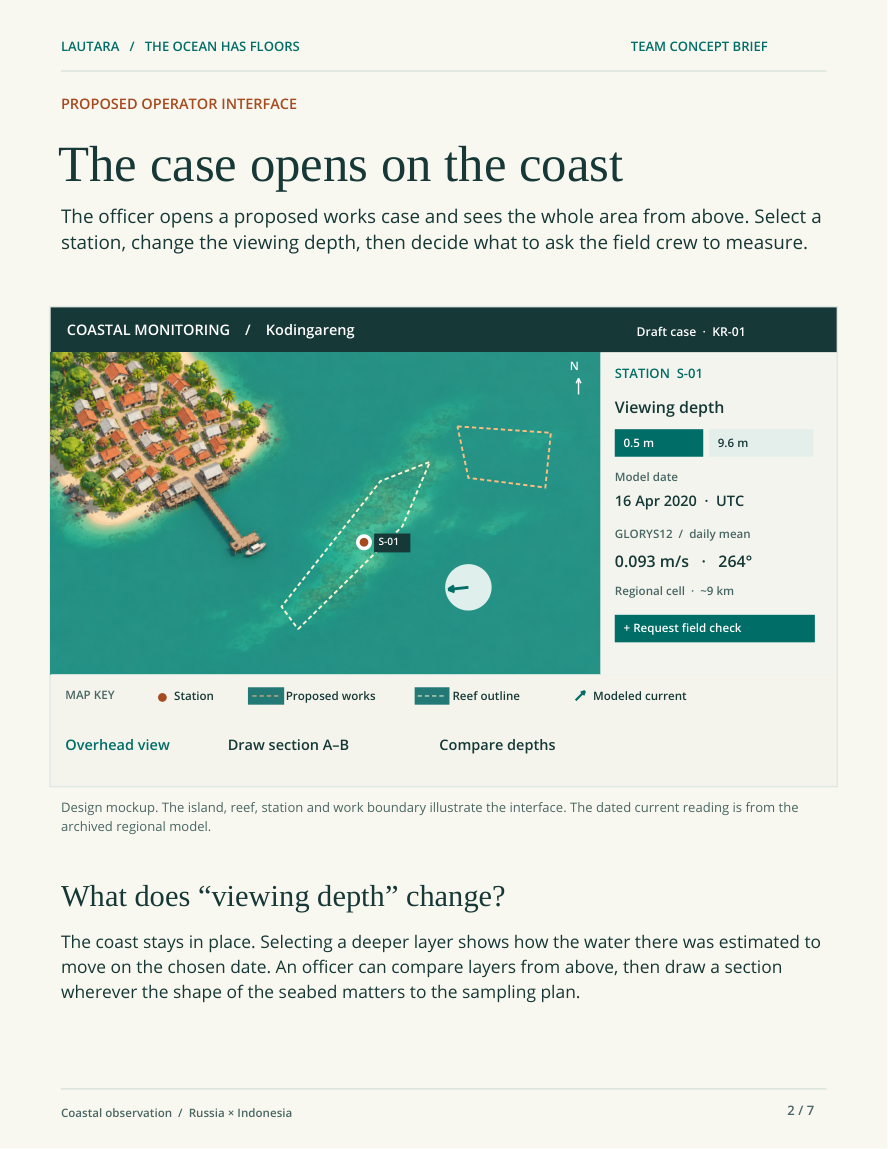 LAUTARA / THE OCEAN HAS FLOORS
TEAM CONCEPT BRIEF
PROPOSED OPERATOR INTERFACE
The case opens on the coast
The officer opens a proposed works case and sees the whole area from above. Select a
station, change the viewing depth, then decide what to ask the field crew to measure.
COASTAL MONITORING / Kodingareng
Draft case · KR-01
N
S-01
STATION S-01
Viewing depth
0.5 m
9.6 m
Model date
16 Apr 2020 · UTC
GLORYS12 / daily mean
0.093 m/s · 264°
Regional cell · ~9 km
+ Request field check
MAP KEY
Station
Proposed works
Reef outline
Modeled current
Overhead view
Draw section A–B
Compare depths
Design mockup. The island, reef, station and work boundary illustrate the interface. The dated current reading is from the
archived regional model.
What does “viewing depth” change?
The coast stays in place. Selecting a deeper layer shows how the water there was estimated to
move on the chosen date. An officer can compare layers from above, then draw a section
wherever the shape of the seabed matters to the sampling plan.
Coastal observation / Russia × Indonesia
2 / 7